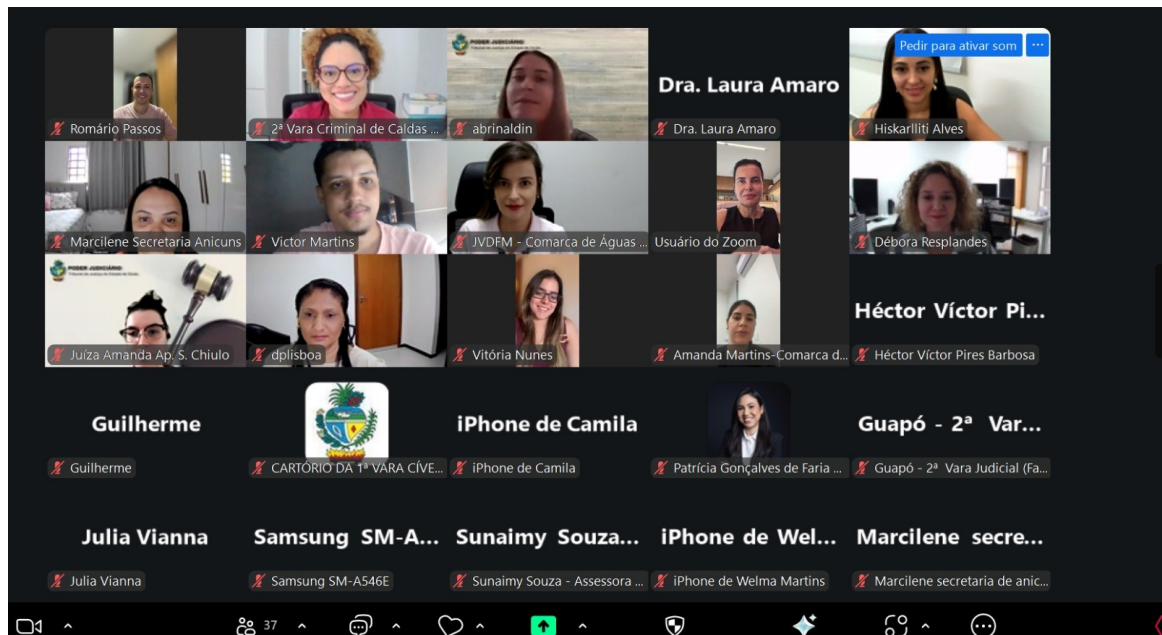 Pedir para ativar som
PODER JUDICIÁRIO
Dra. Laura Amaro
Romário Passos
2ª Vara Criminal de Caldas ...
abrinaldin
Dra. Laura Amaro
Hiskarlliti Alves
Marcilene Secretaria Anicuns
Victor Martins
JVDFM - Comarca de Águas ...
Usuário do Zoom
Débora Resplandes
PODER JUDICIÁRIO
Héctor Víctor Pi...
Juíza Amanda Ap. S. Chiulo
dplisboa
Vitória Nunes
Amanda Martins-Comarca d...
Héctor Víctor Pires Barbosa
Guilherme
iPhone de Camila
Guapó - 2ª Var...
Guilherme
CARTÓRIO DA 1ª VARA CÍVE...
iPhone de Camila
Patrícia Gonçalves de Faria ...
Guapó - 2ª Vara Judicial (Fa...
Julia Vianna
Samsung SM-A...
Sunaimy Souza...
iPhone de Wel...
Marcilene secre...
Julia Vianna
Samsung SM-A546E
Sunaimy Souza - Assessora ...
iPhone de Welma Martins
Marcilene secretaria de anic...
37